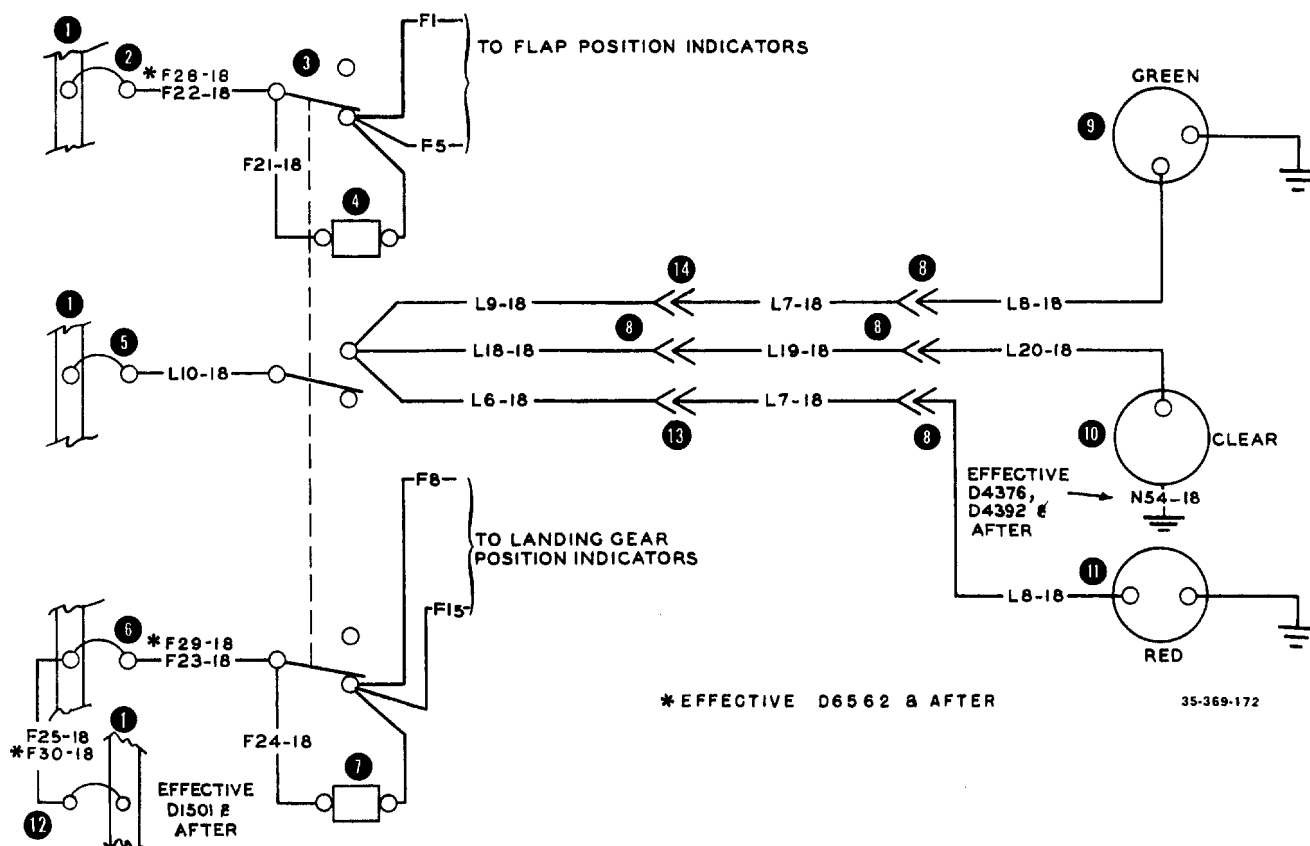 1
2
*F28-18
F22-18
3
F1
TO FLAP POSITION INDICATORS
F5
F21-18
4
GREEN
9
1
5
L10-18
L9-18
14
L7-18
8
L8-18
L18-18
8
L19-18
8
L20-18
L6-18
13
L7-18
8
10
CLEAR
EFFECTIVE
D4376,
D4392 &
AFTER
N54-18
11
L8-18
RED
F8
TO LANDING GEAR
POSITION INDICATORS
F15
6
*F29-18
F23-18
F25-18
*F30-18
1
12
EFFECTIVE
D1501 &
AFTER
F24-18
7
*EFFECTIVE D6562 & AFTER
35-369-172